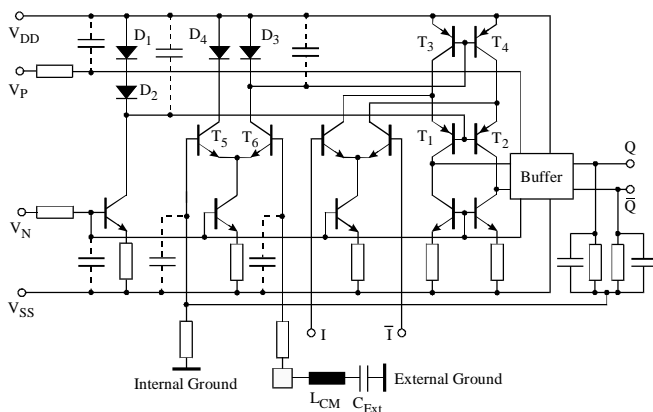 V_DD
D_1
D_4
D_3
T_3
T_4
V_P
D_2
T_5
T_6
T_1
T_2
Buffer
Q
Q̅
V_N
V_SS
I
I̅
Internal Ground
External Ground
L_CM
C_Ext